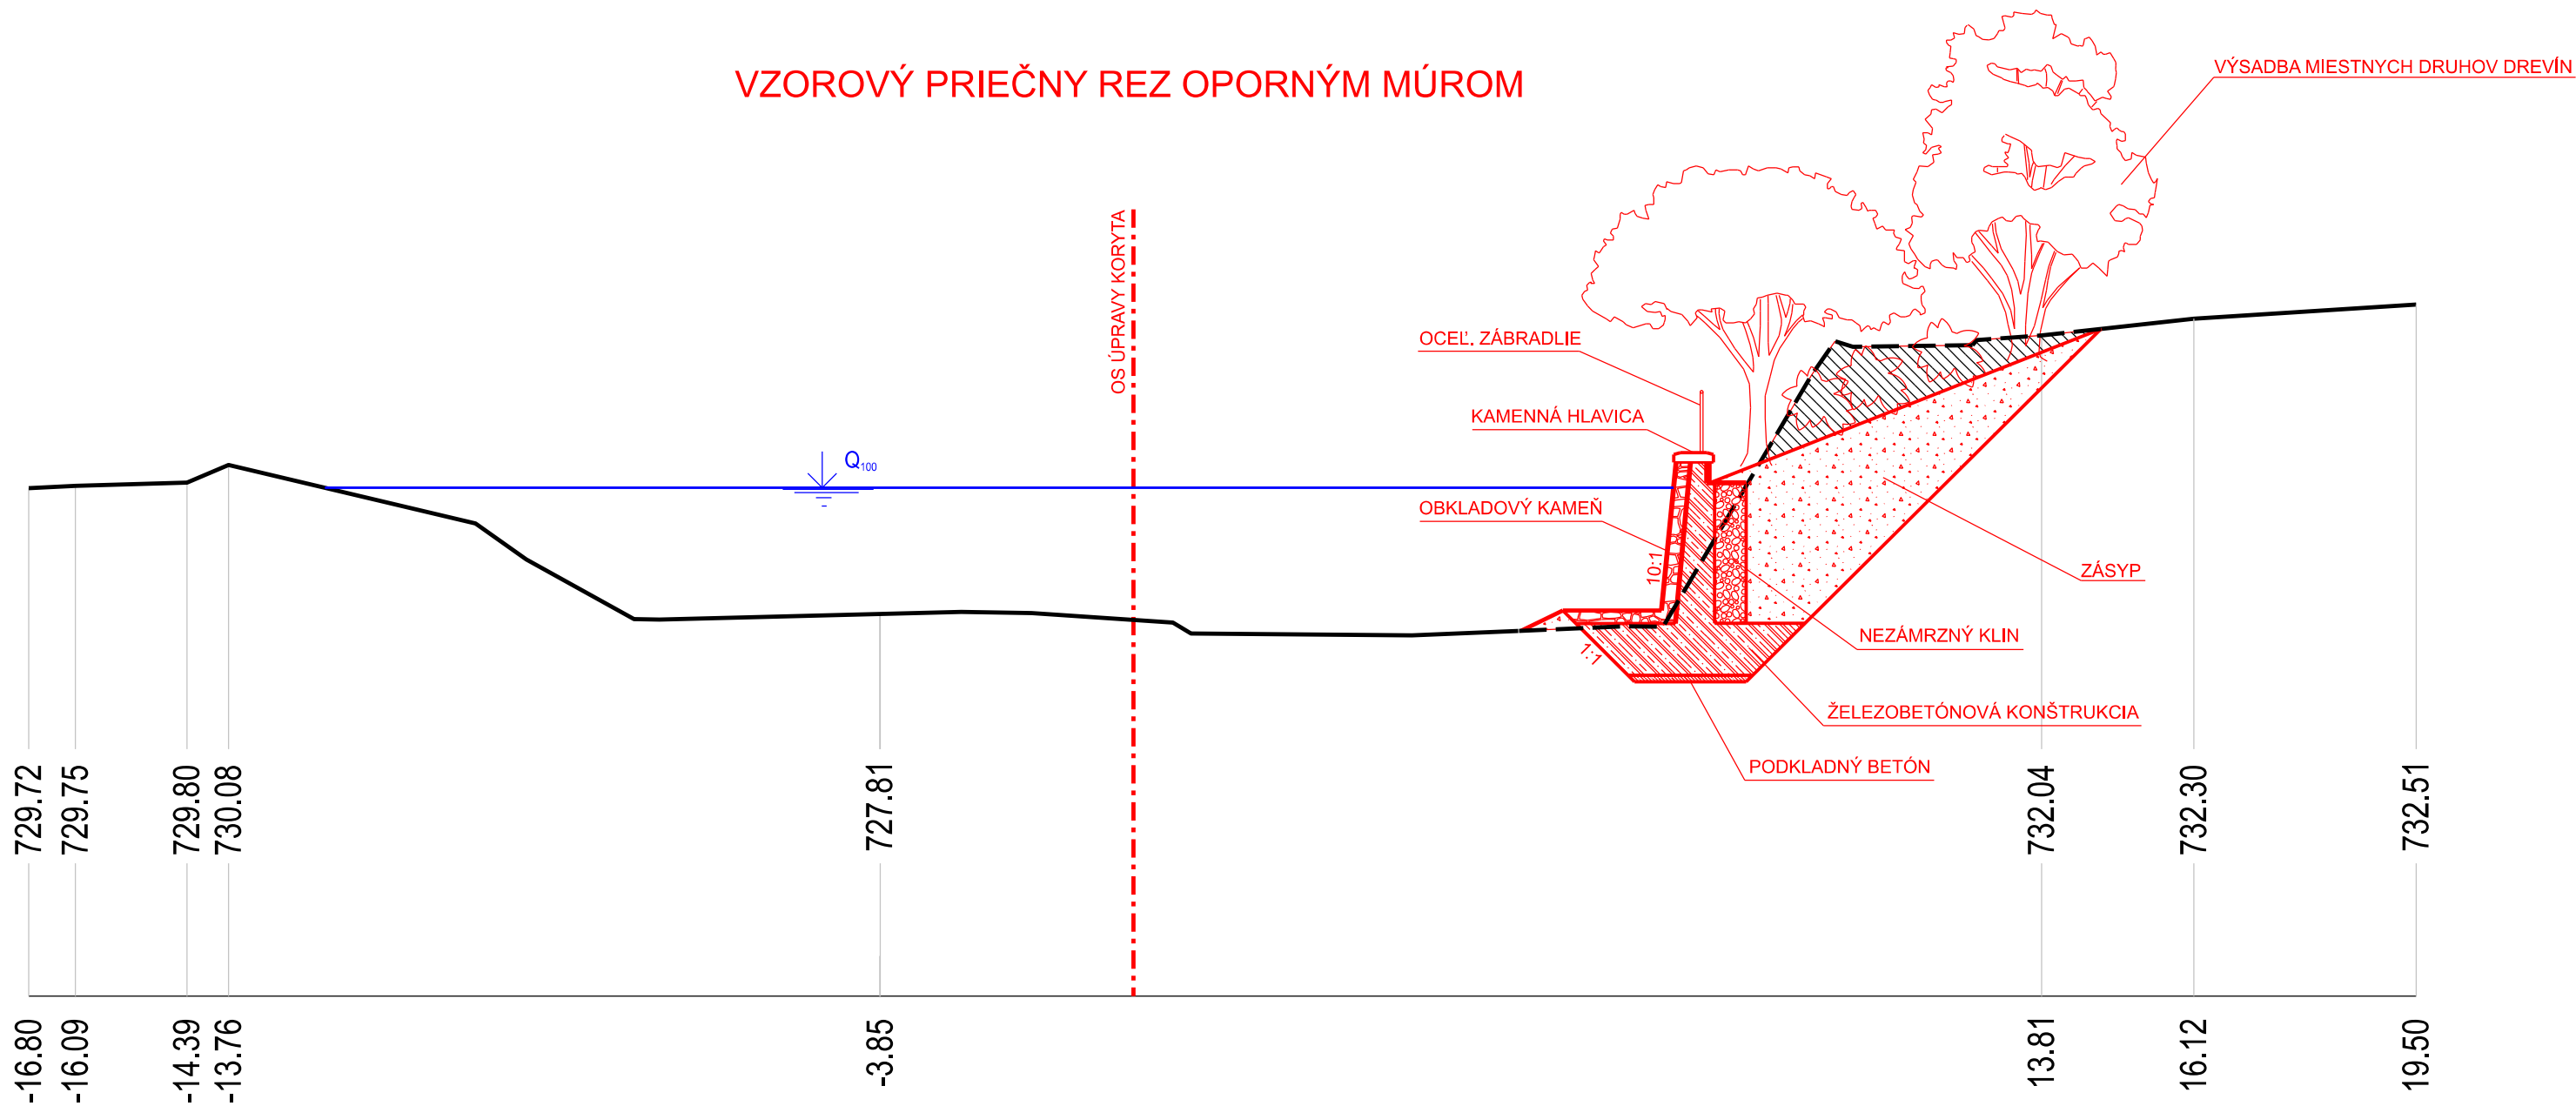 VZOROVÝ PRIEČNY REZ OPORNÝM MÚROM
VÝSADBA MIESTNYCH DRUHOV DREVÍN
OS ÚPRAVY KORYTA
OCEĽ. ZÁBRADLIE
KAMENNÁ HLAVICA
Q100
OBKLADOVÝ KAMEŇ
10:1
ZÁSYP
NEZÁMRZNÝ KLIN
1:1
ŽELEZOBETÓNOVÁ KONŠTRUKCIA
PODKLADNÝ BETÓN
729.72
729.75
729.80
730.08
727.81
732.04
732.30
732.51
-16.80
-16.09
-14.39
-13.76
-3.85
13.81
16.12
19.50